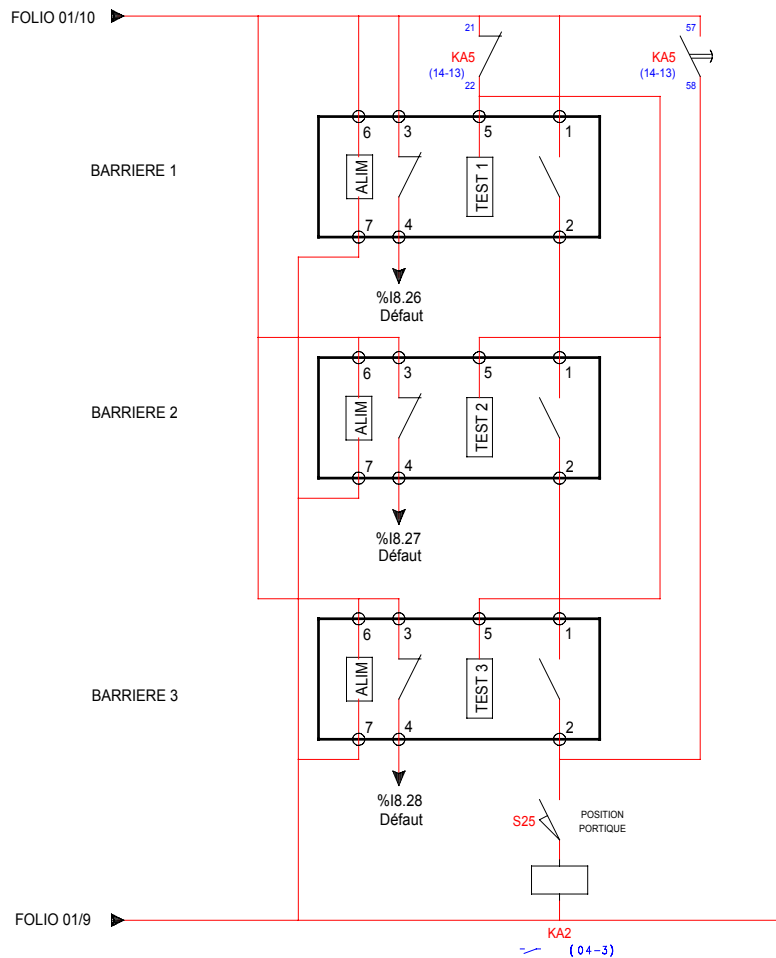 FOLIO 01/10
21
KA5
(14-13)
22
57
KA5
(14-13)
58
6
3
5
1
BARRIERE 1
ALIM
TEST 1
7
4
2
%I8.26
Défaut
6
3
5
1
BARRIERE 2
ALIM
TEST 2
7
4
2
%I8.27
Défaut
6
3
5
1
BARRIERE 3
ALIM
TEST 3
7
4
2
%I8.28
Défaut
S25
POSITION
PORTIQUE
FOLIO 01/9
KA2
(04-3)